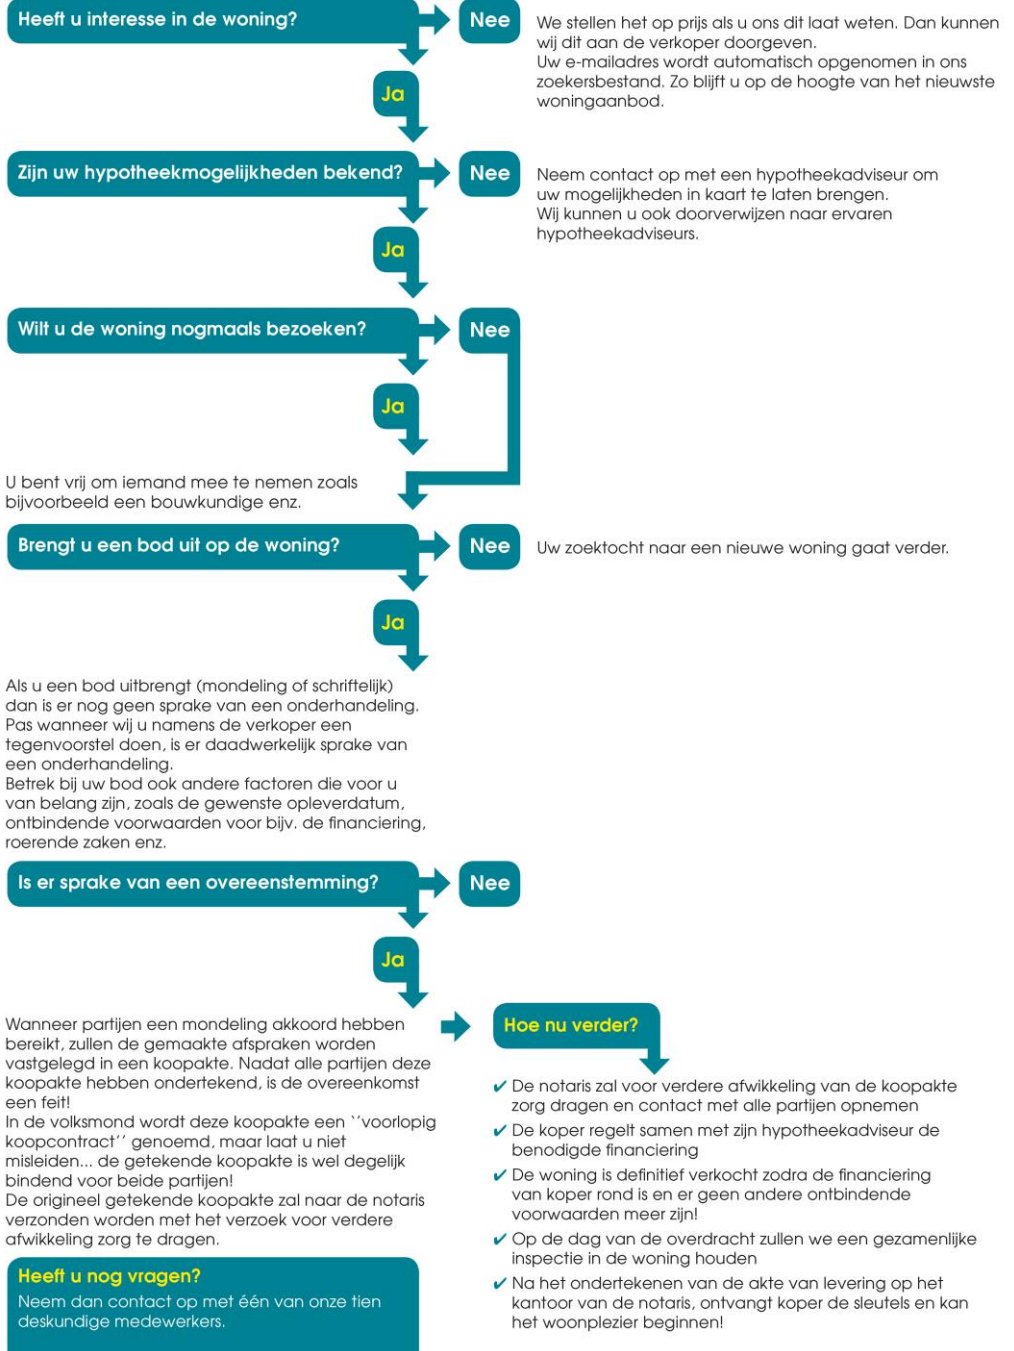 Heeft u interesse in de woning?
Nee
We stellen het op prijs als u ons dit laat weten. Dan kunnen
wij dit aan de verkoper doorgeven.
Uw e-mailadres wordt automatisch opgenomen in ons
zoekersbestand. Zo blijft u op de hoogte van het nieuwste
woningaanbod.
Ja
Zijn uw hypotheekmogelijkheden bekend?
Nee
Neem contact op met een hypotheekadviseur om
uw mogelijkheden in kaart te laten brengen.
Wij kunnen u ook doorverwijzen naar ervaren
hypotheekadviseurs.
Ja
Wilt u de woning nogmaals bezoeken?
Nee
Ja
U bent vrij om iemand mee te nemen zoals
bijvoorbeeld een bouwkundige enz.
Brengt u een bod uit op de woning?
Nee
Uw zoektocht naar een nieuwe woning gaat verder.
Ja
Als u een bod uitbrengt (mondeling of schriftelijk)
dan is er nog geen sprake van een onderhandeling.
Pas wanneer wij u namens de verkoper een
tegenvoorstel doen, is er daadwerkelijk sprake van
een onderhandeling.
Betrek bij uw bod ook andere factoren die voor u
van belang zijn, zoals de gewenste opleverdatum,
ontbindende voorwaarden voor bijv. de financiering,
roerende zaken enz.
Is er sprake van een overeenstemming?
Nee
Ja
Wanneer partijen een mondeling akkoord hebben
bereikt, zullen de gemaakte afspraken worden
vastgelegd in een koopakte. Nadat alle partijen deze
koopakte hebben ondertekend, is de overeenkomst
een feit!
In de volksmond wordt deze koopakte een ``voorlopig
koopcontract´´ genoemd, maar laat u niet
misleiden... de getekende koopakte is wel degelijk
bindend voor beide partijen!
De origineel getekende koopakte zal naar de notaris
verzonden worden met het verzoek voor verdere
afwikkeling zorg te dragen.
Hoe nu verder?
✔ De notaris zal voor verdere afwikkeling van de koopakte
zorg dragen en contact met alle partijen opnemen
✔ De koper regelt samen met zijn hypotheekadviseur de
benodigde financiering
✔ De woning is definitief verkocht zodra de financiering
van koper rond is en er geen andere ontbindende
voorwaarden meer zijn!
✔ Op de dag van de overdracht zullen we een gezamenlijke
inspectie in de woning houden
✔ Na het ondertekenen van de akte van levering op het
kantoor van de notaris, ontvangt koper de sleutels en kan
het woonplezier beginnen!
Heeft u nog vragen?
Neem dan contact op met één van onze tien
deskundige medewerkers.